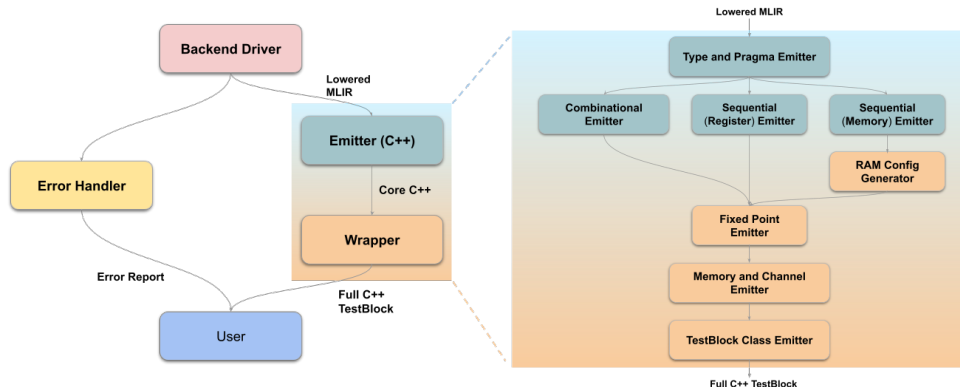 Backend Driver
Lowered
MLIR
Emitter (C++)
Error Handler
Core C++
Wrapper
Error Report
Full C++
TestBlock
User
Lowered MLIR
Type and Pragma Emitter
Combinational
Emitter
Sequential
(Register) Emitter
Sequential
(Memory) Emitter
RAM Config
Generator
Fixed Point
Emitter
Memory and Channel
Emitter
TestBlock Class Emitter
Full C++ TestBlock